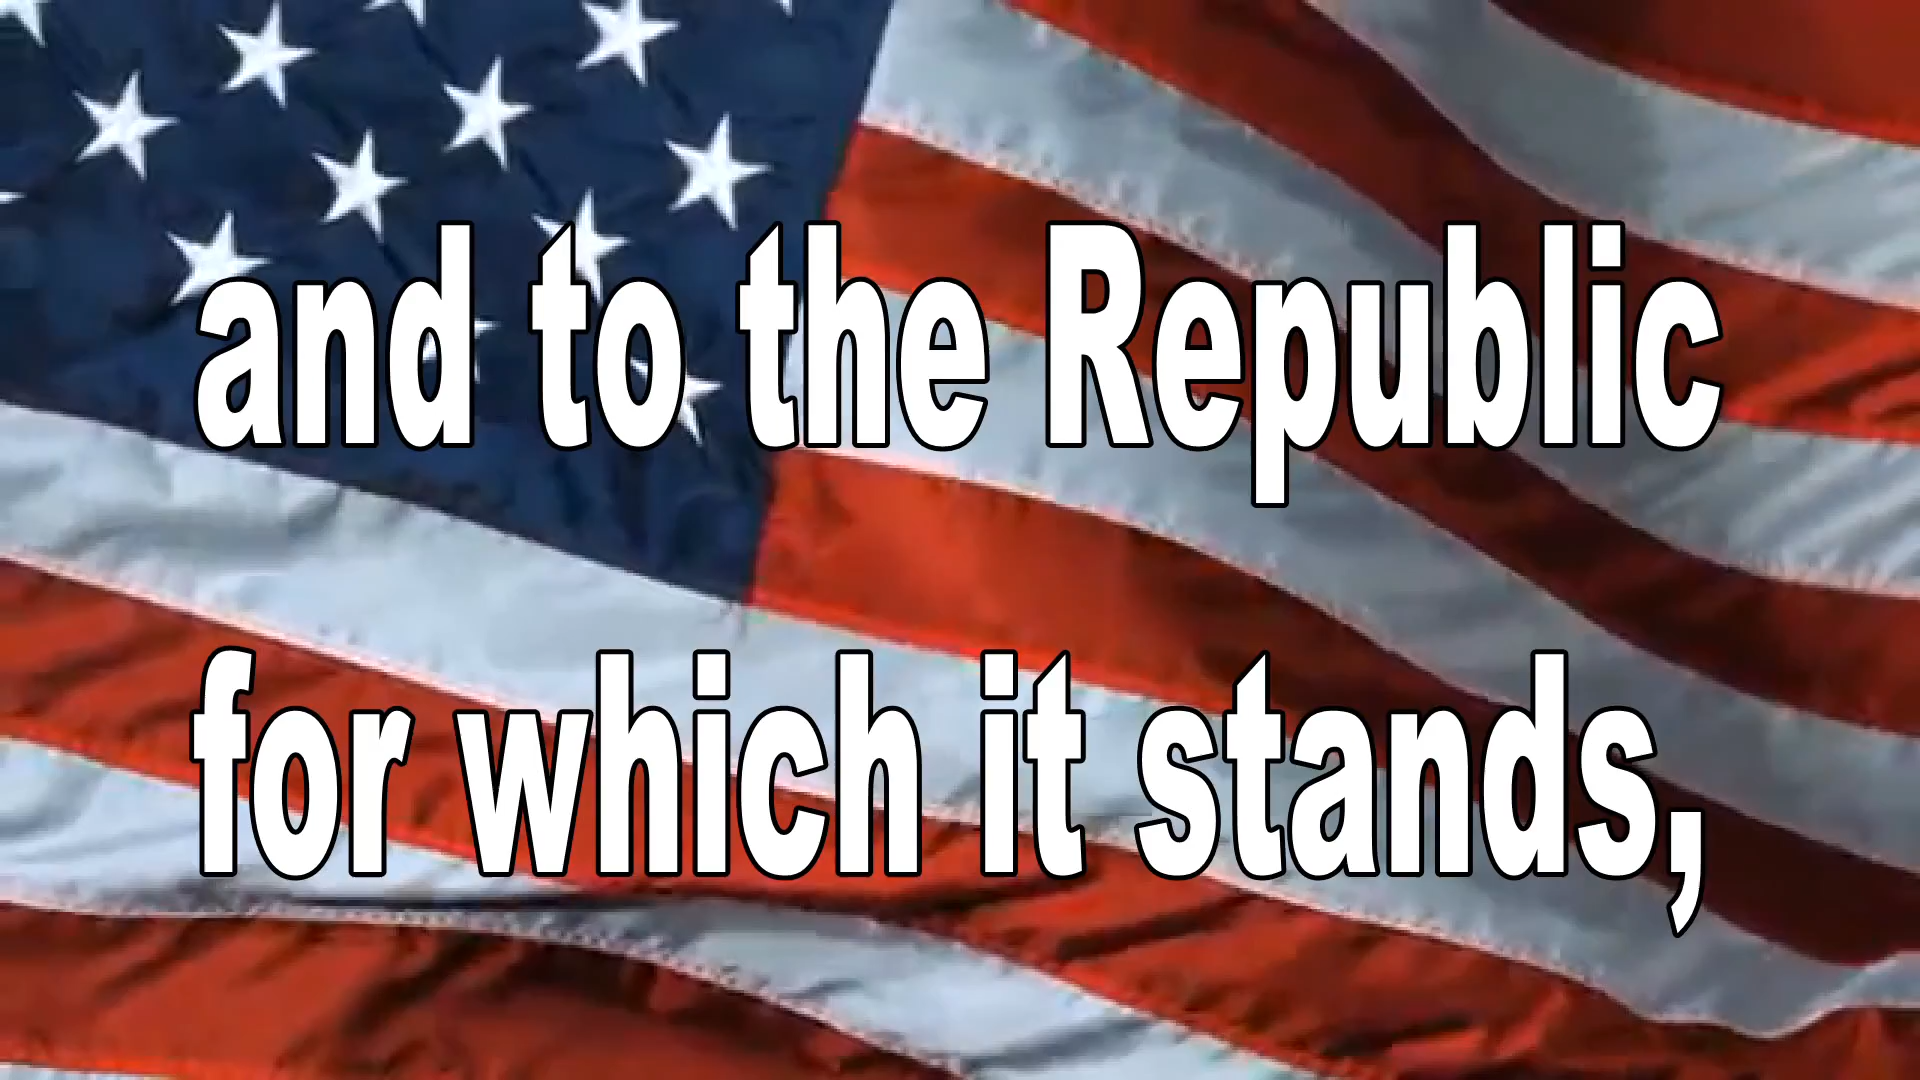 and to the Republic
for which it stands,